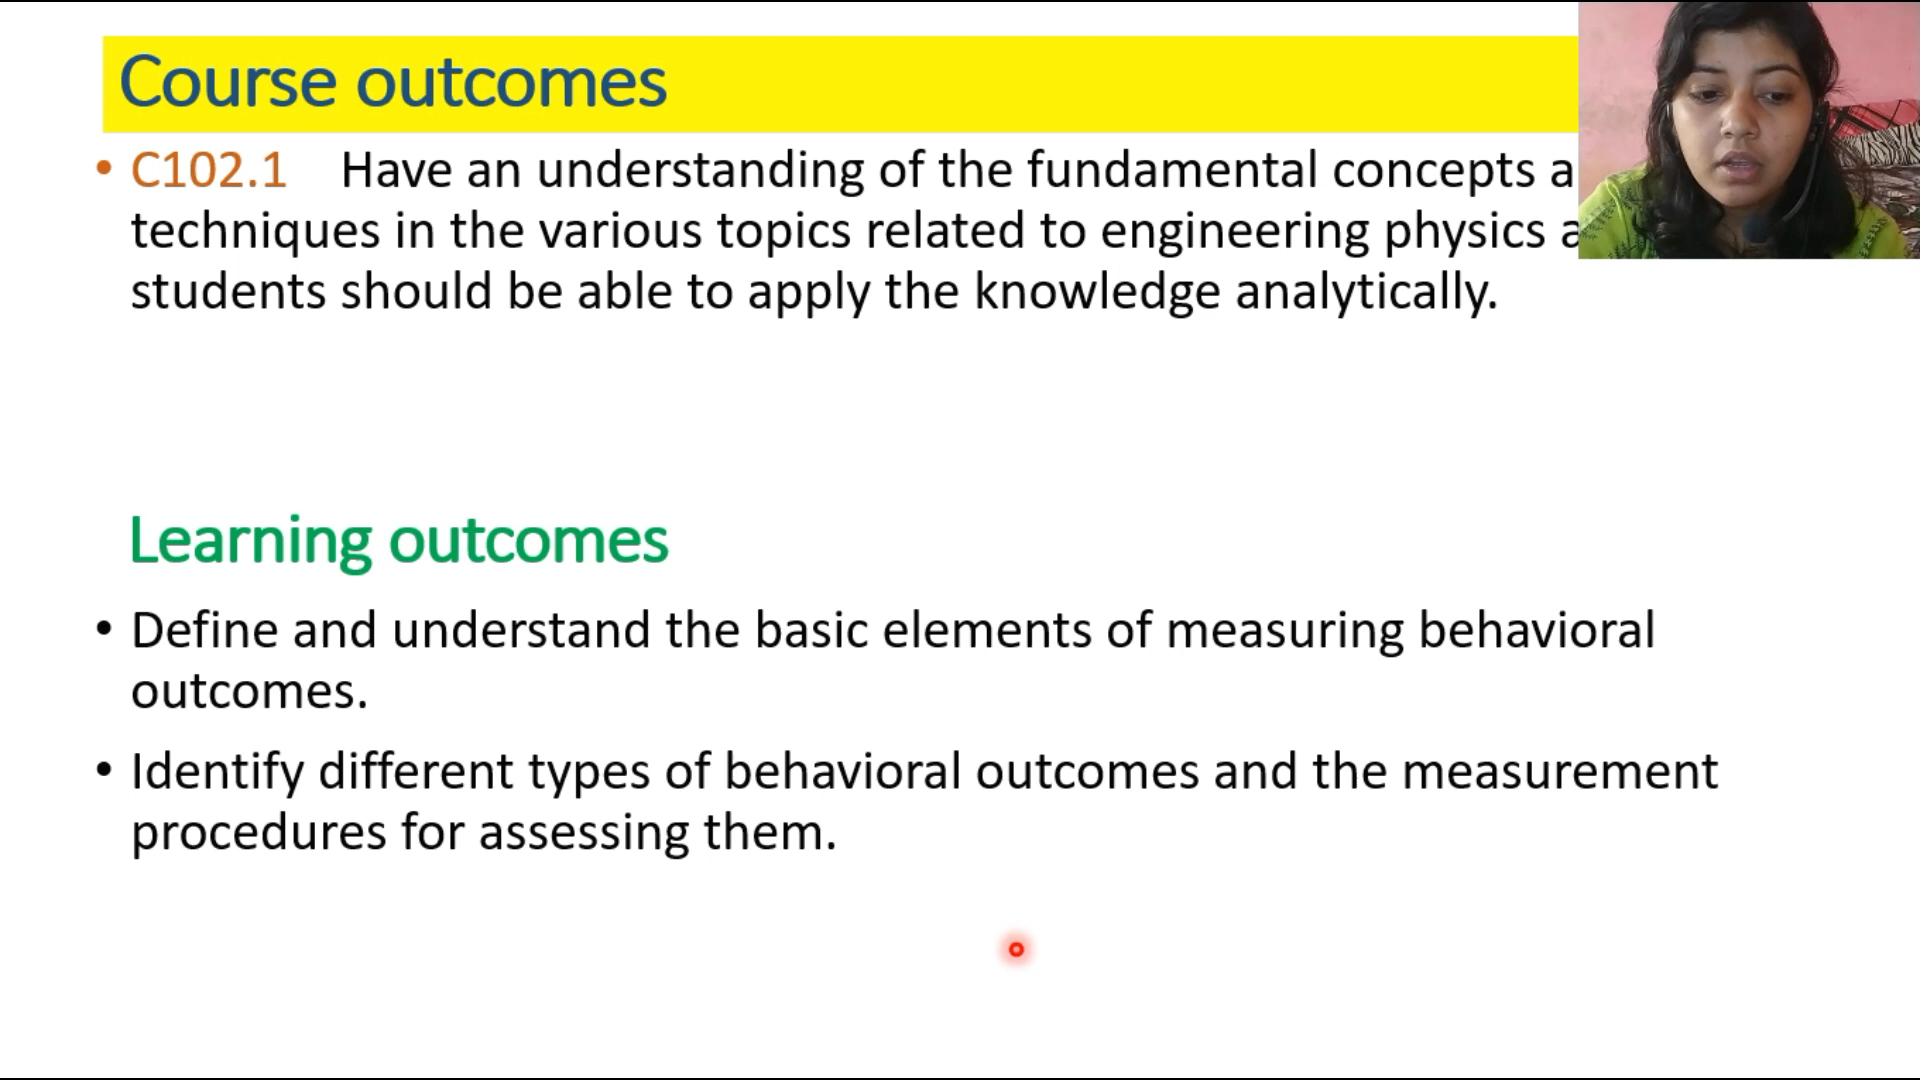 Course outcomes
• C102.1 Have an understanding of the fundamental concepts
techniques in the various topics related to engineering physics
students should be able to apply the knowledge analytically.
Learning outcomes
• Define and understand the basic elements of measuring behavioral
outcomes.
• Identify different types of behavioral outcomes and the measurement
procedures for assessing them.